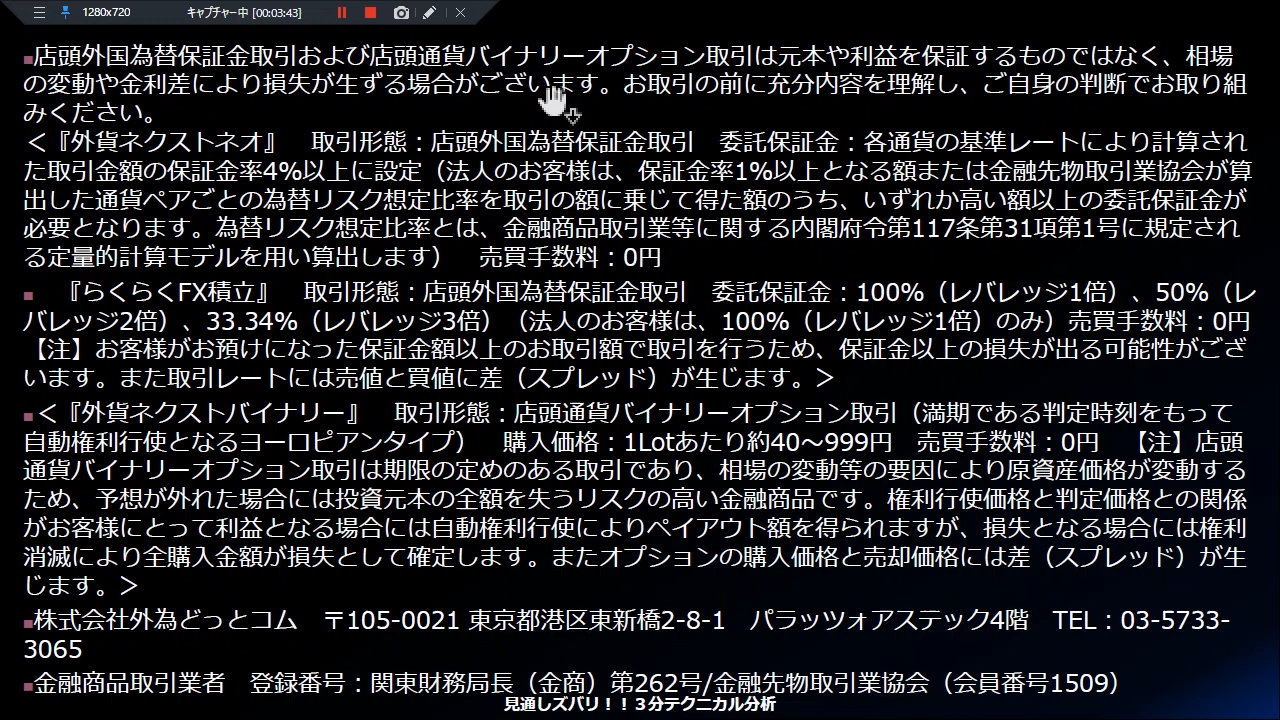 1280x720 キャプチャー中 [00:03:43]
■店頭外国為替保証金取引および店頭通貨バイナリーオプション取引は元本や利益を保証するものではなく、相場
の変動や金利差により損失が生ずる場合がございます。お取引の前に充分内容を理解し、ご自身の判断でお取り組
みください。
＜『外貨ネクストネオ』　取引形態：店頭外国為替保証金取引　委託保証金：各通貨の基準レートにより計算され
た取引金額の保証金率4%以上に設定（法人のお客様は、保証金率1%以上となる額または金融先物取引業協会が算
出した通貨ペアごとの為替リスク想定比率を取引の額に乗じて得た額のうち、いずれか高い額以上の委託保証金が
必要となります。為替リスク想定比率とは、金融商品取引業等に関する内閣府令第117条第31項第1号に規定され
る定量的計算モデルを用い算出します）　売買手数料：0円
■　『らくらくFX積立』　取引形態：店頭外国為替保証金取引　委託保証金：100%（レバレッジ1倍）、50%（レ
バレッジ2倍）、33.34%（レバレッジ3倍）（法人のお客様は、100%（レバレッジ1倍）のみ）売買手数料：0円
【注】お客様がお預けになった保証金額以上のお取引額で取引を行うため、保証金以上の損失が出る可能性がござ
います。また取引レートには売値と買値に差（スプレッド）が生じます。＞
■＜『外貨ネクストバイナリー』　取引形態：店頭通貨バイナリーオプション取引（満期である判定時刻をもって
自動権利行使となるヨーロピアンタイプ）　購入価格：1Lotあたり約40～999円　売買手数料：0円　【注】店頭
通貨バイナリーオプション取引は期限の定めのある取引であり、相場の変動等の要因により原資産価格が変動する
ため、予想が外れた場合には投資元本の全額を失うリスクの高い金融商品です。権利行使価格と判定価格との関係
がお客様にとって利益となる場合には自動権利行使によりペイアウト額を得られますが、損失となる場合には権利
消滅により全購入金額が損失として確定します。またオプションの購入価格と売却価格には差（スプレッド）が生
じます。＞
■株式会社外為どっとコム　〒105-0021 東京都港区東新橋2-8-1　パラッツォアステック4階　TEL：03-5733-
3065
■金融商品取引業者　登録番号：関東財務局長（金商）第262号/金融先物取引業協会（会員番号1509）
見通しズバリ！！３分テクニカル分析